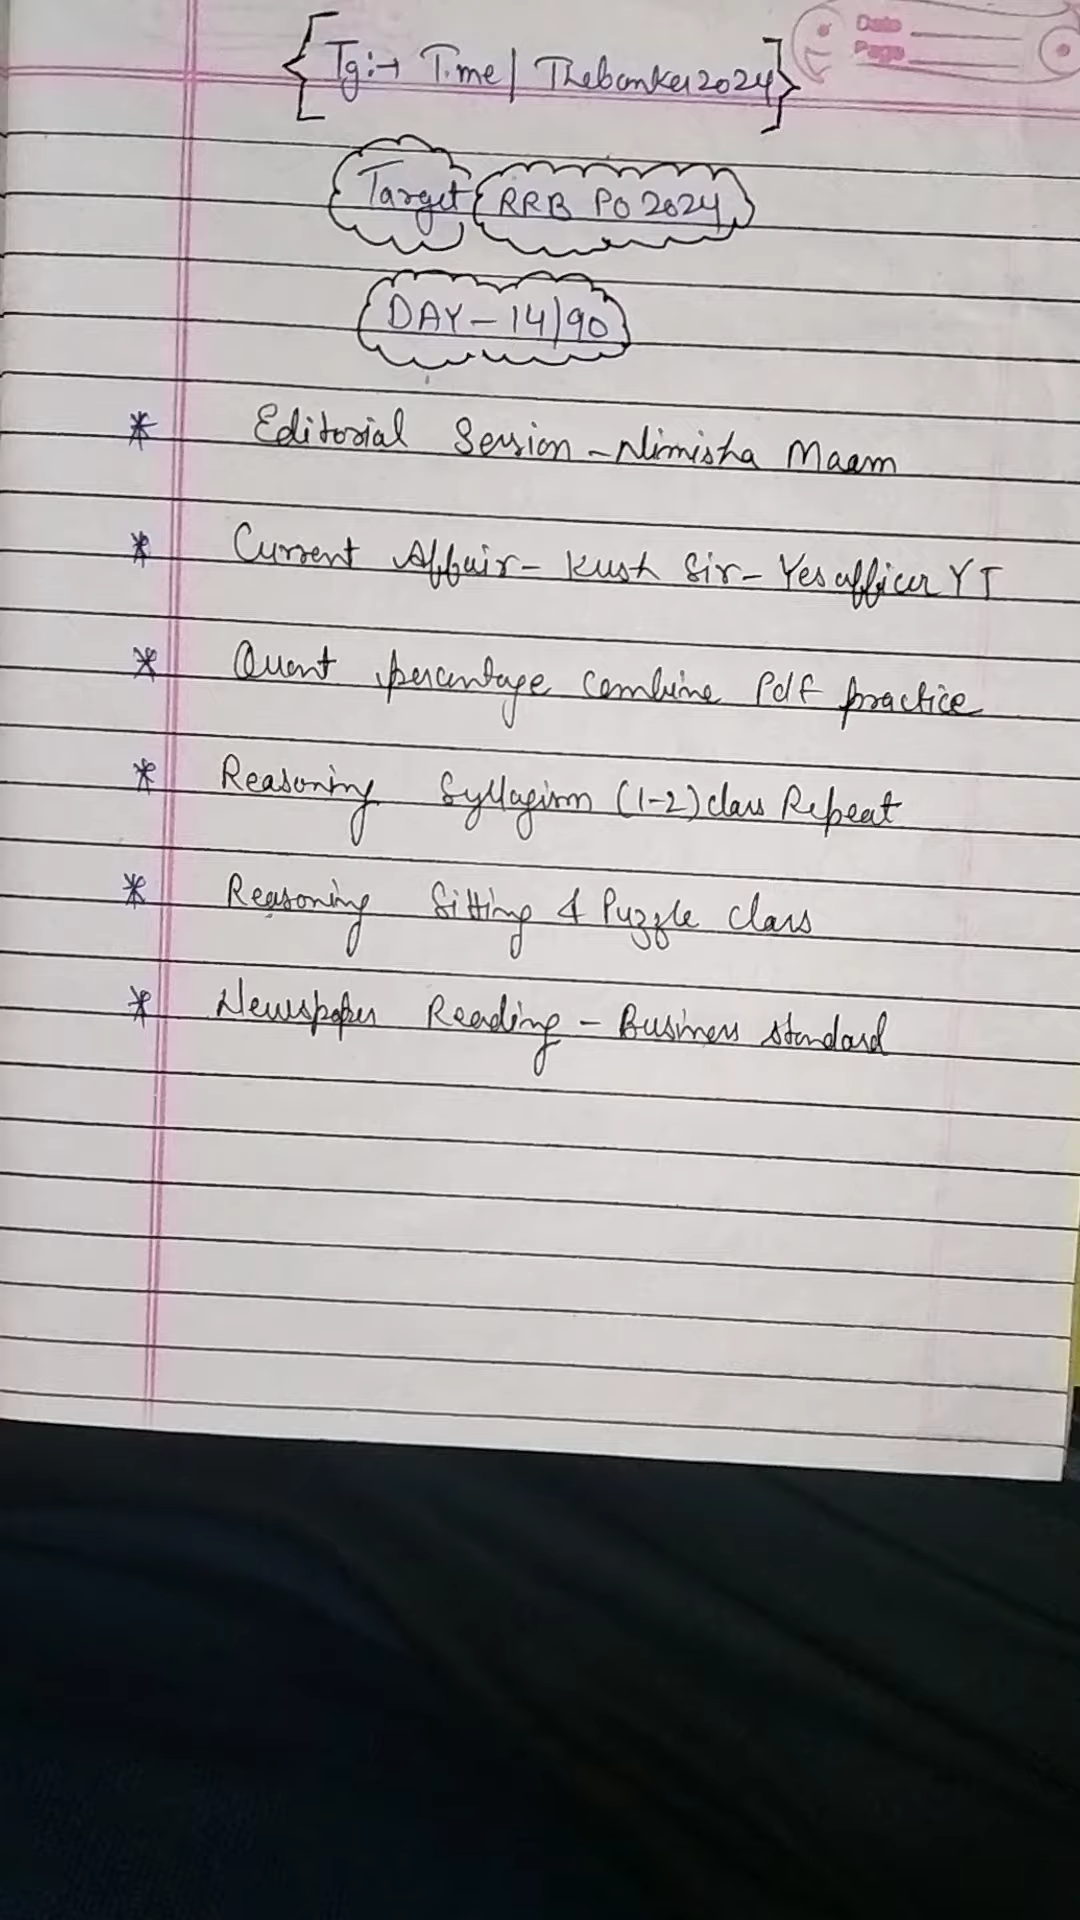 Tg:→ Time | Thebanker2024
Date
Page
Target RRB PO 2024
DAY - 14/90
* Editorial Session - Nimisha Maam
* Current Affair - Kush Sir - Yes officer YT
* Quant percentage combine Pdf practice
* Reasoning Syllogism (1-2) class Repeat
* Reasoning Sitting & Puzzle class
* Newspaper Reading - Business standard